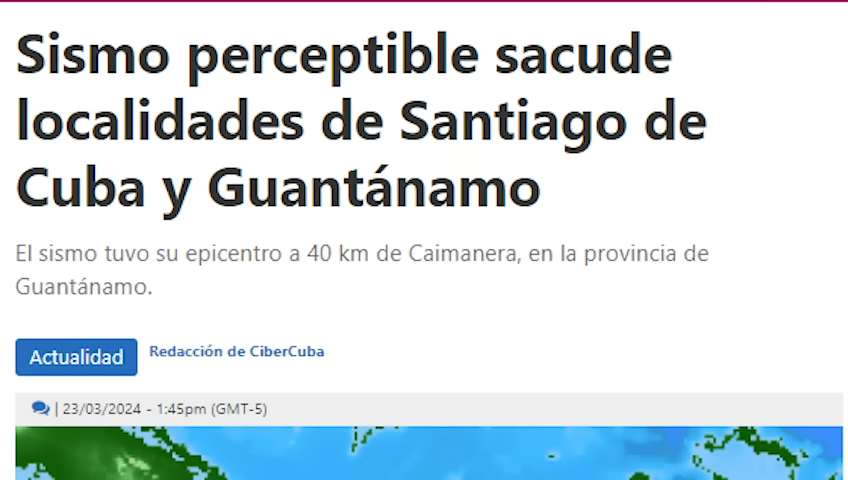 Sismo perceptible sacude
localidades de Santiago de
Cuba y Guantánamo
El sismo tuvo su epicentro a 40 km de Caimanera, en la provincia de
Guantánamo.
Actualidad Redacción de CiberCuba
| 23/03/2024 - 1:45pm (GMT-5)